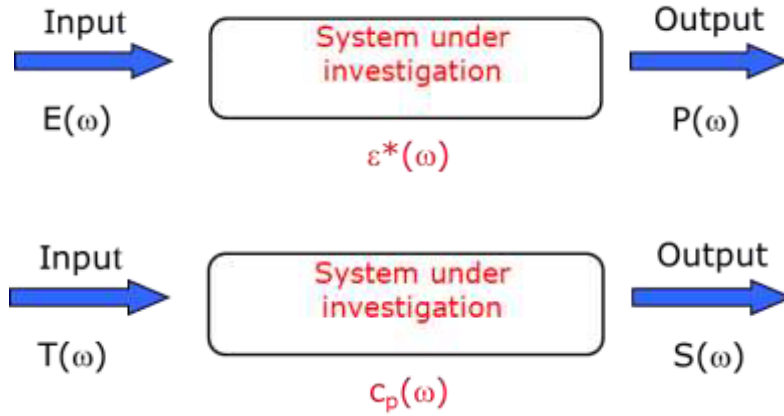 Input
System under
investigation
Output
E(ω)
P(ω)
ε*(ω)
Input
System under
investigation
Output
T(ω)
S(ω)
cₚ(ω)